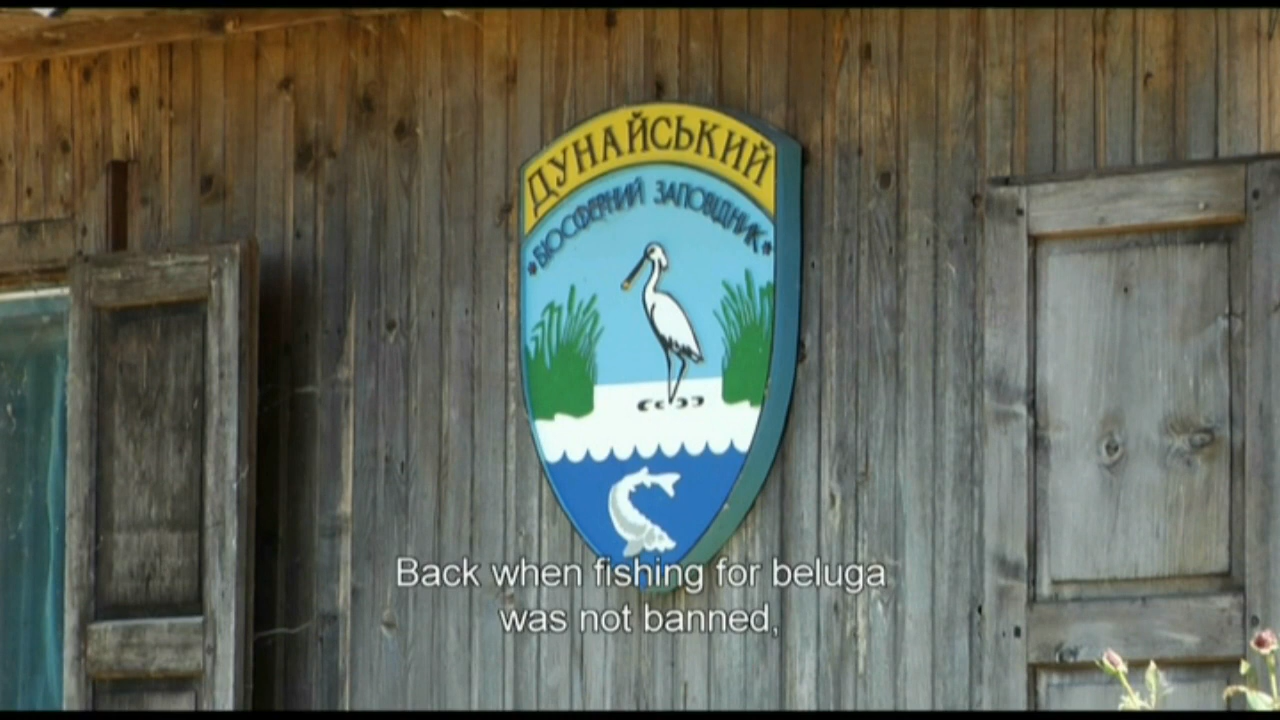 ДУНАЙСЬКИЙ
* БІОСФЕРНИЙ ЗАПОВІДНИК *
Back when fishing for beluga
was not banned,